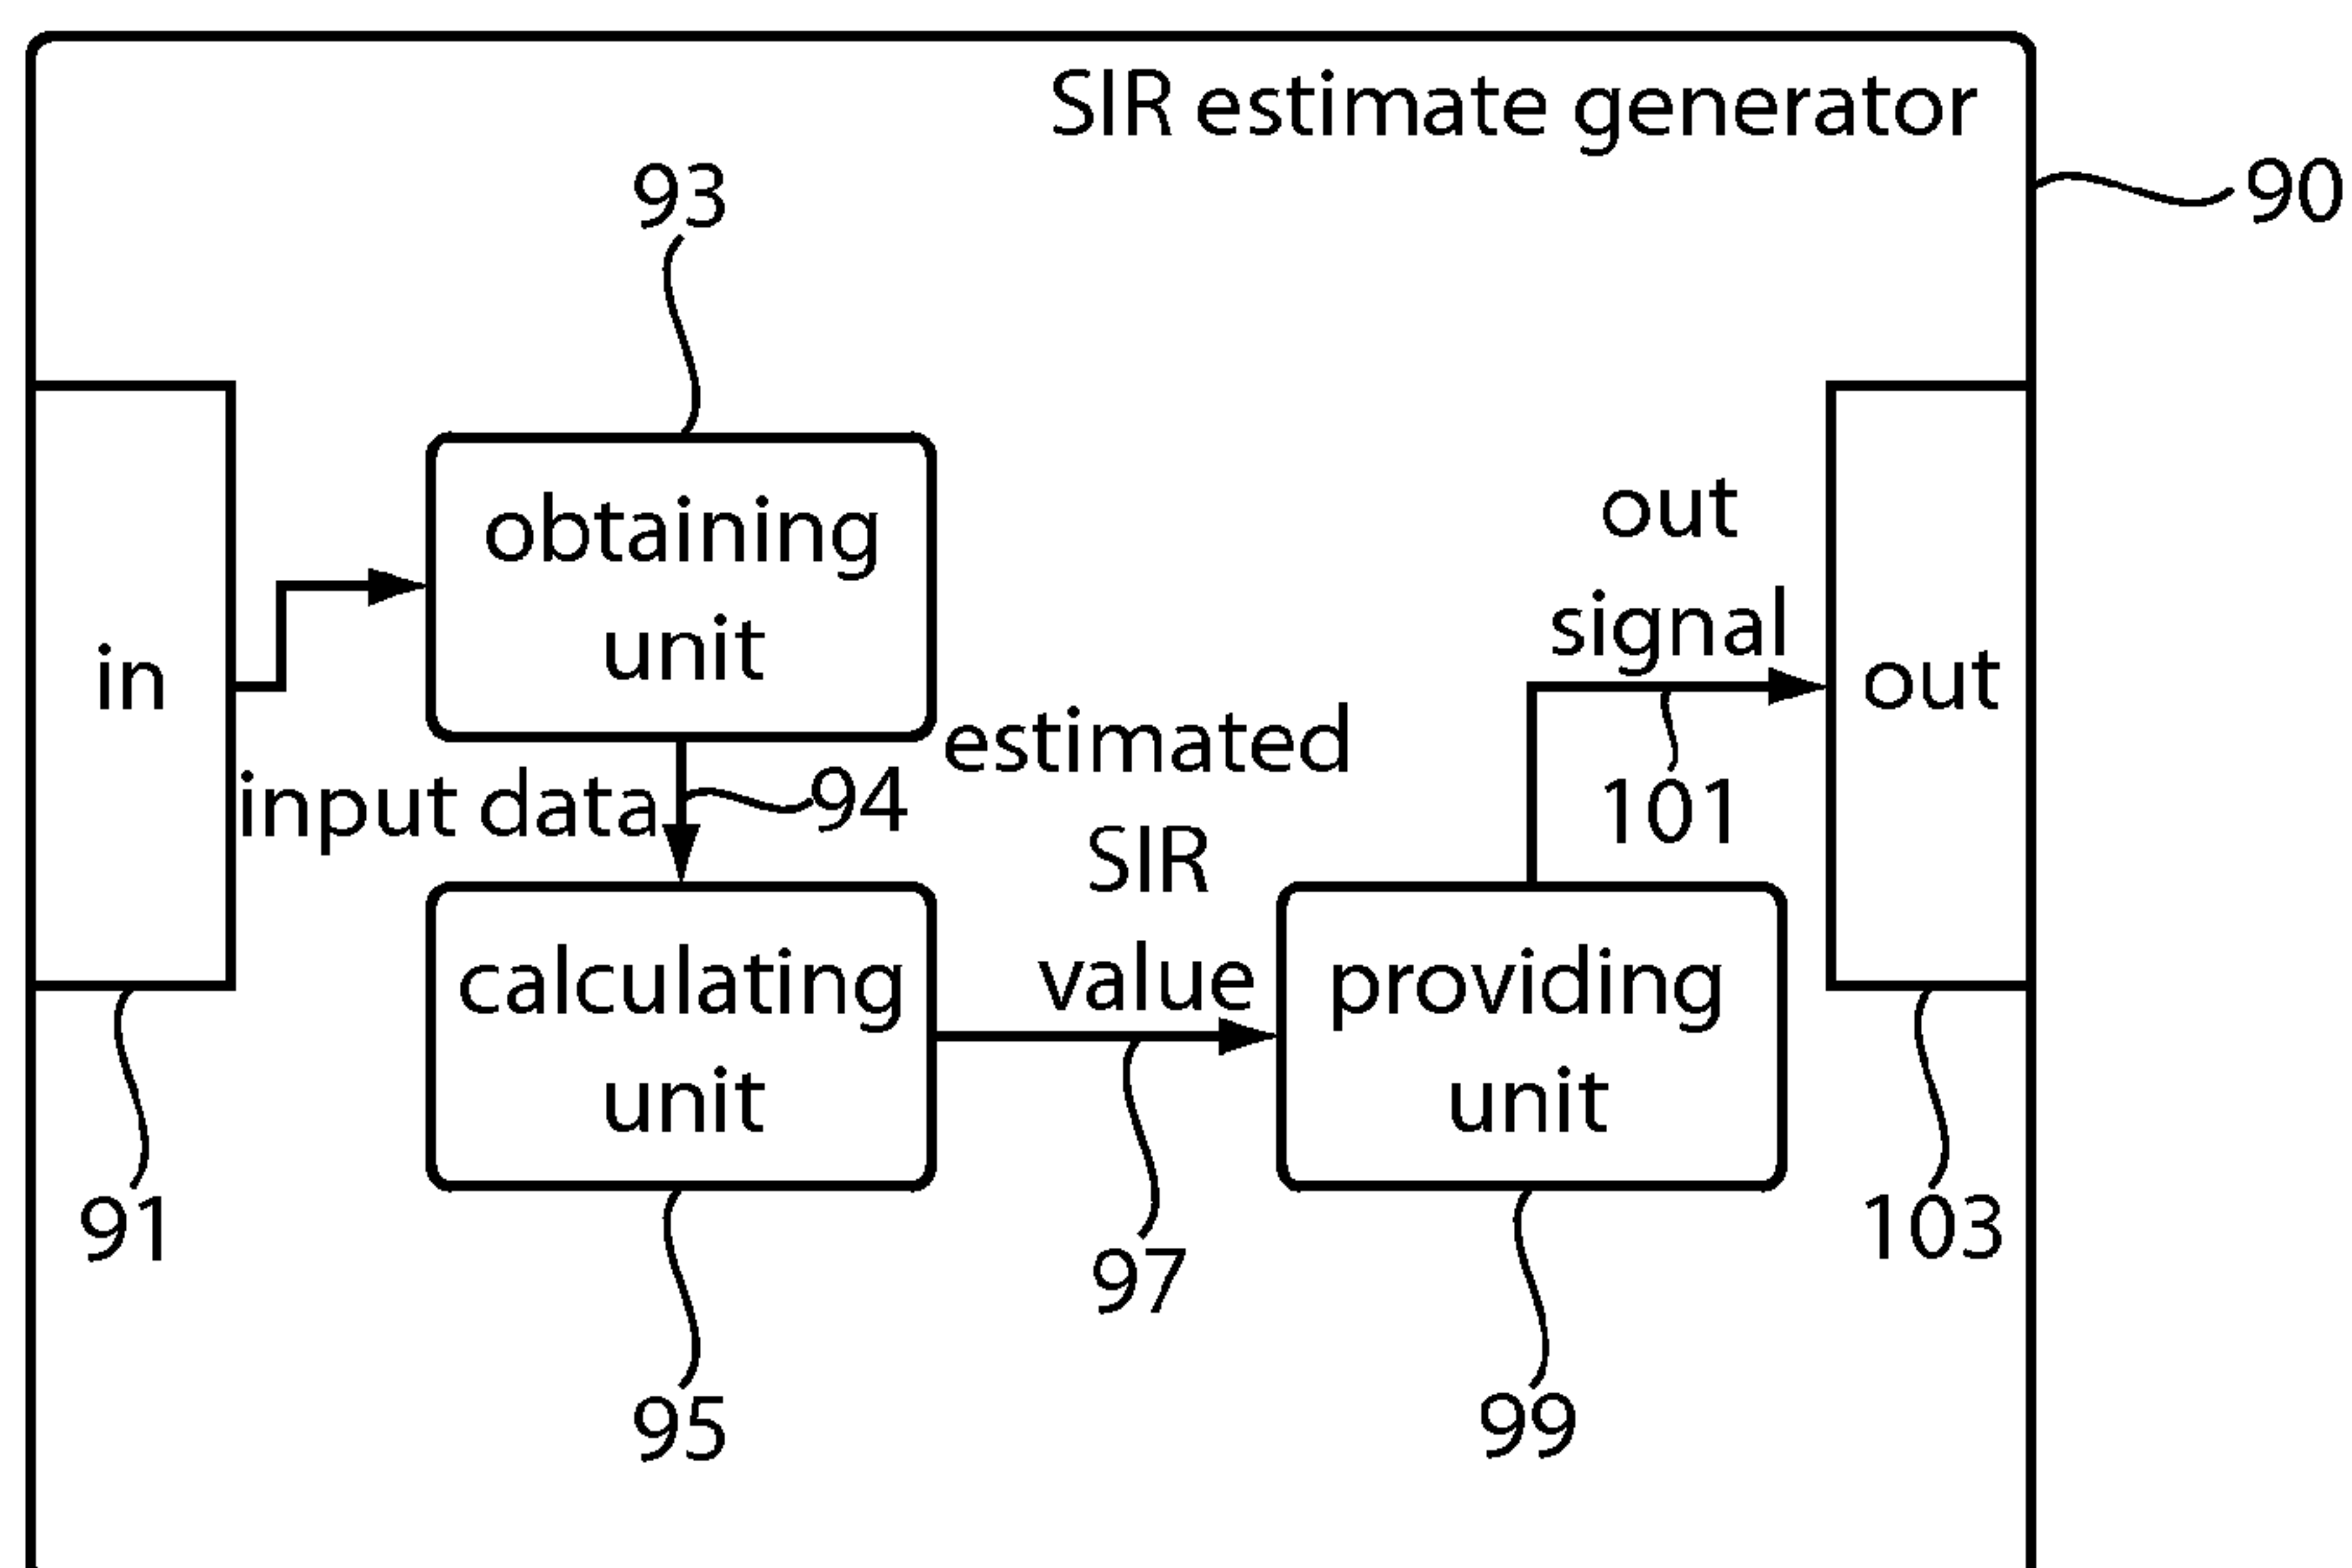 SIR estimate generator
93
90
obtaining
unit
out
signal
in
out
input data
94
estimated
SIR
value
101
calculating
unit
providing
unit
91
97
103
95
99